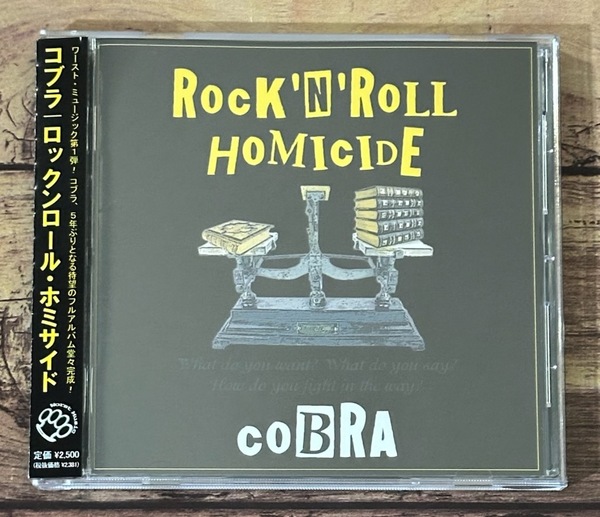 コブラ|ロックンロール・ホミサイド
ワースト・ミュージック第1弾! コブラ、5年ぶりとなる待望のフルアルバム堂々完成!
WORST MUSIC
定価 ¥2,500
(税抜価格 ¥2,381)
ROCK'N'ROLL
HOMICIDE
What do you want? What do you say?
How do you fight in the way?
COBRA